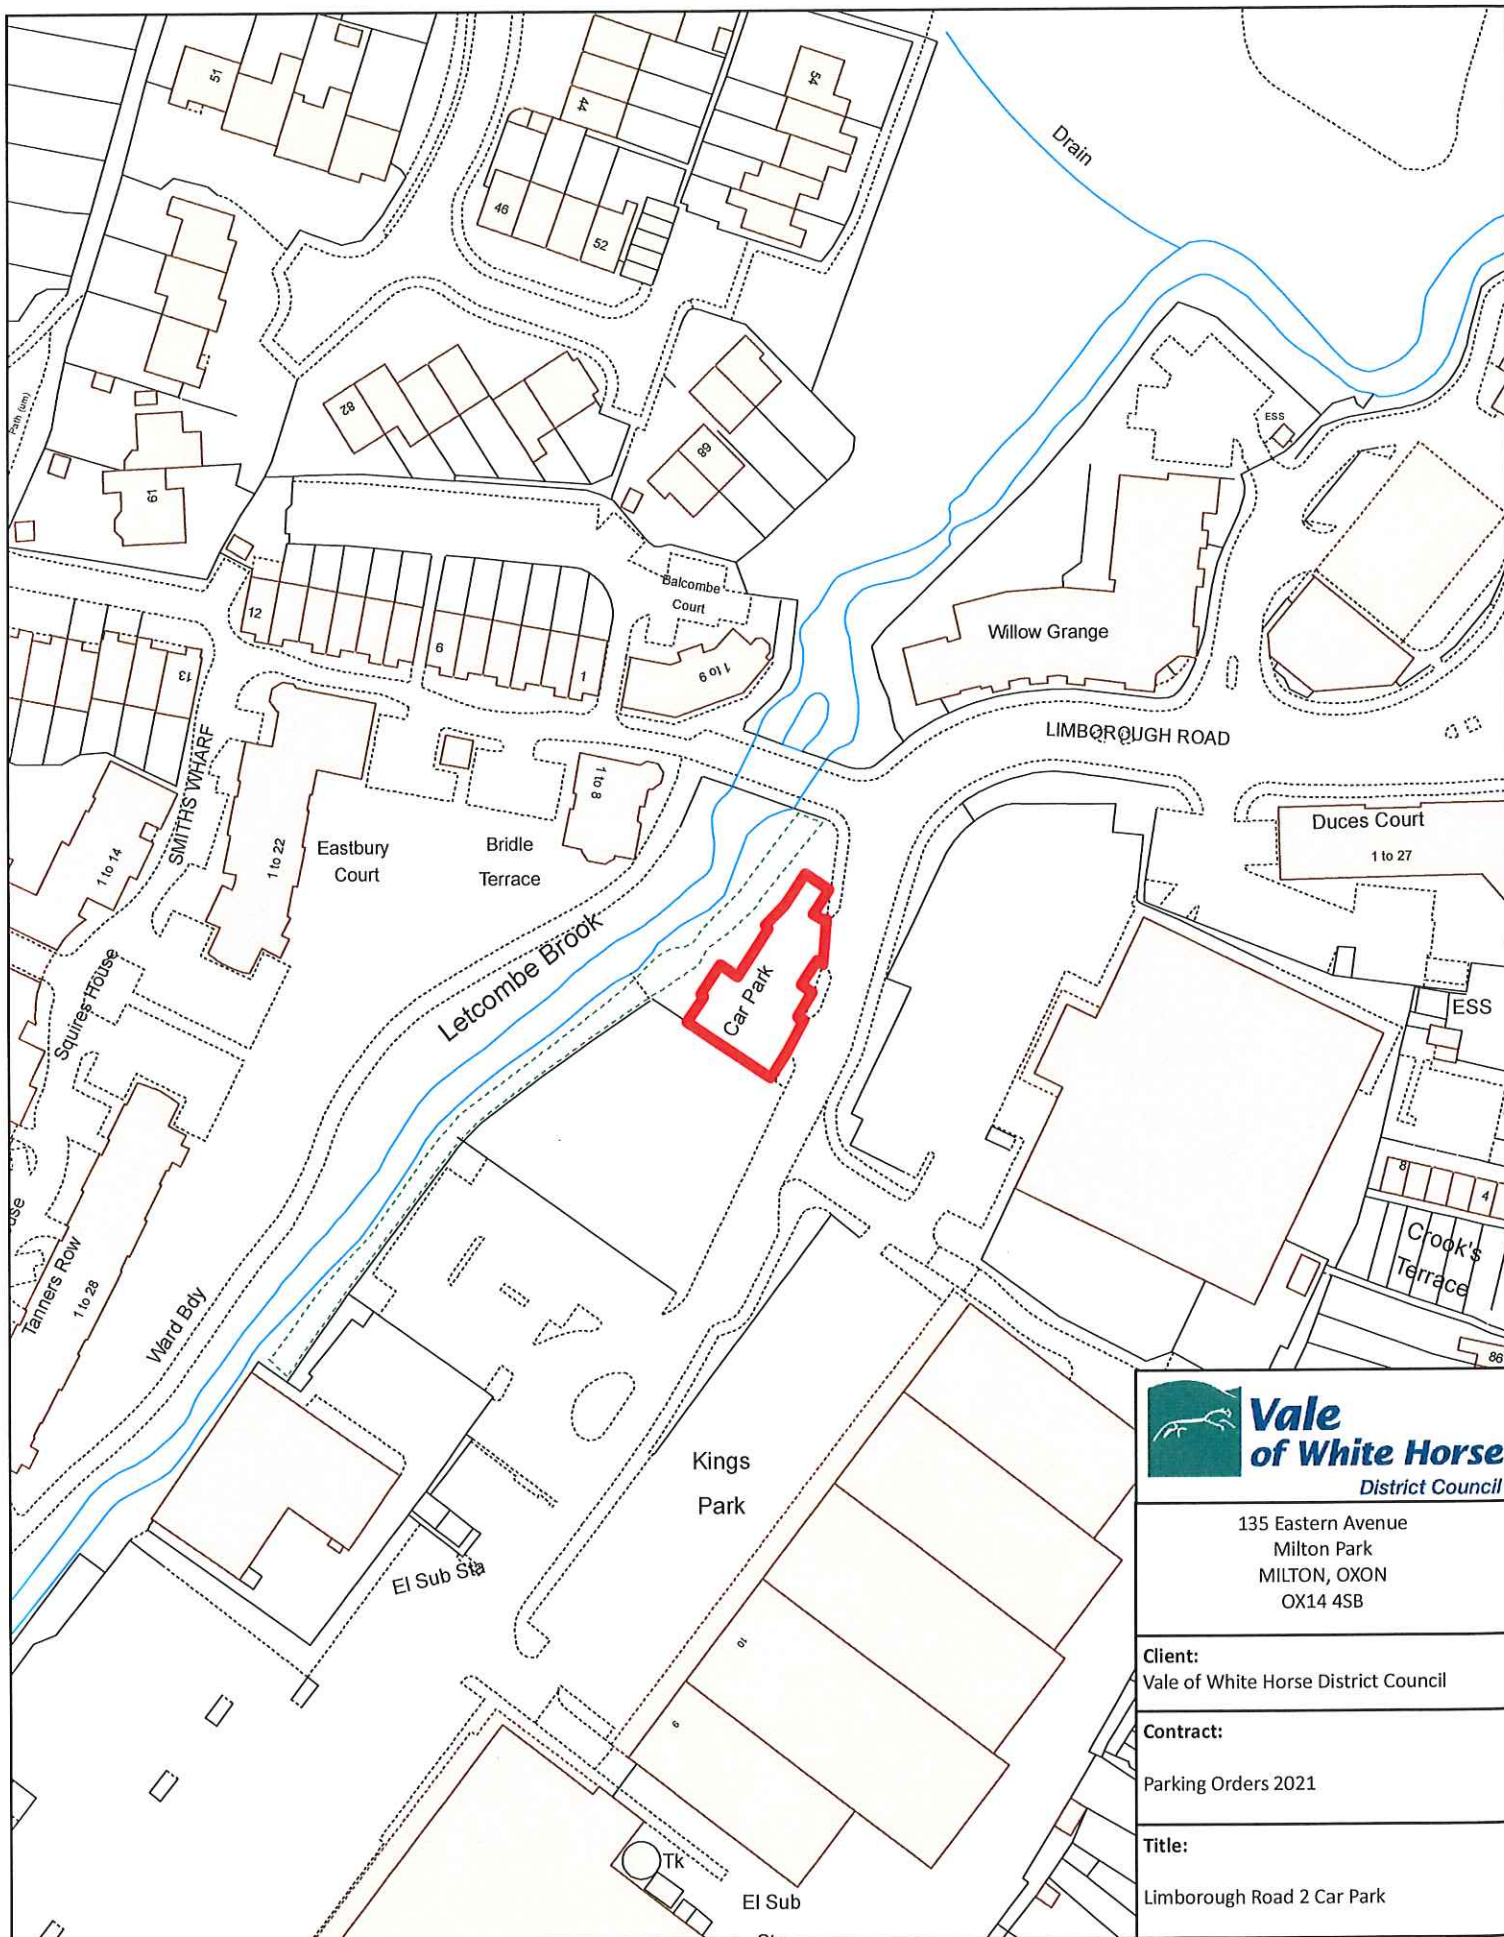 51
44
54
Drain
46
52
82
68
ESS
Path (um)
61
Balcombe
Court
12
6
1
1 to 9
Willow Grange
13
SMITHS WHARF
LIMBOROUGH ROAD
1 to 8
1 to 14
1 to 22
Eastbury
Court
Bridle
Terrace
Duces Court
1 to 27
Letcombe Brook
Car Park
Squires House
ESS
8
4
Crook's
Terrace
Tanners Row
1 to 28
Ward Bdy
86
Kings
Park
El Sub Sta
10
9
Tk
El Sub
Vale
of White Horse
District Council
135 Eastern Avenue
Milton Park
MILTON, OXON
OX14 4SB
Client:
Vale of White Horse District Council
Contract:
Parking Orders 2021
Title:
Limborough Road 2 Car Park